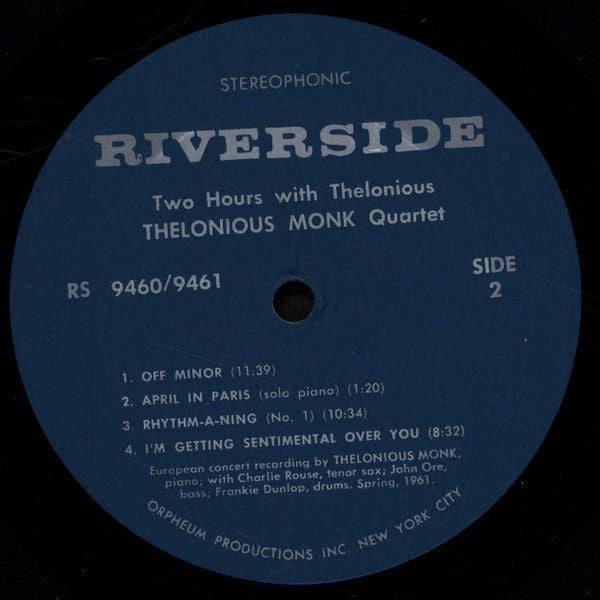 STEREOPHONIC
RIVERSIDE
Two Hours with Thelonious
THELONIOUS MONK Quartet
RS 9460/9461
SIDE
2
1. OFF MINOR (11:39)
2. APRIL IN PARIS (solo piano) (1:20)
3. RHYTHM-A-NING (No. 1) (10:34)
4. I'M GETTING SENTIMENTAL OVER YOU (8:32)
European concert recording by THELONIOUS MONK,
piano; with Charlie Rouse, tenor sax; John Ore,
bass; Frankie Dunlop, drums. Spring, 1961.
ORPHEUM PRODUCTIONS INC. NEW YORK CITY